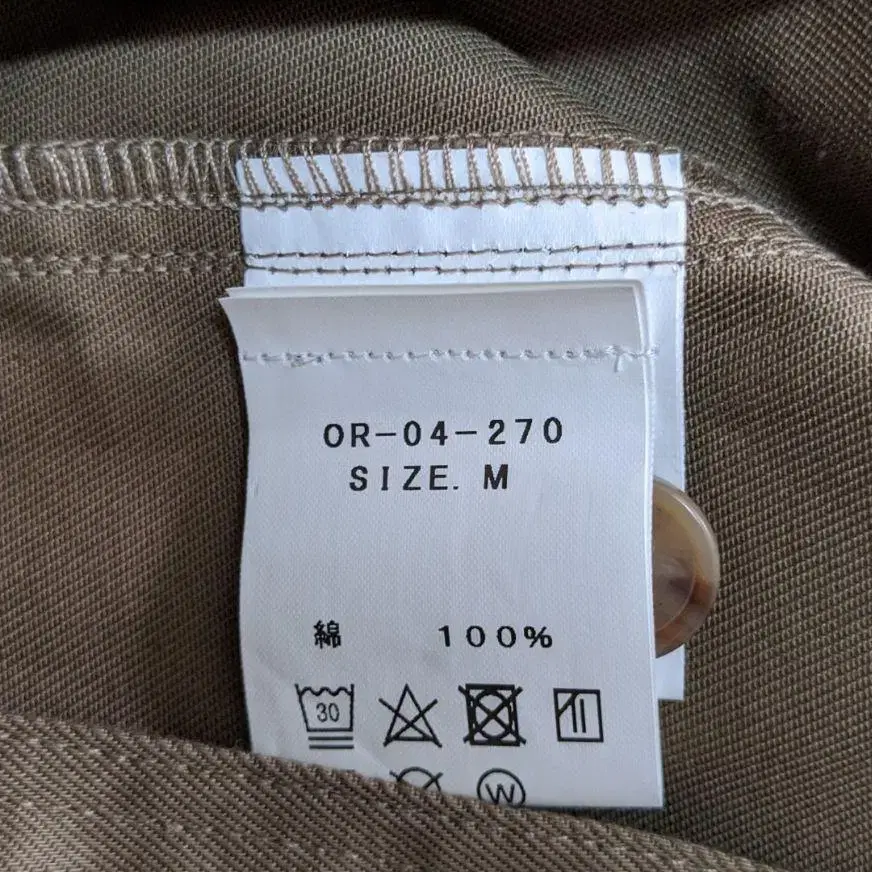 OR-04-270
SIZE. M
綿 100%
30
W